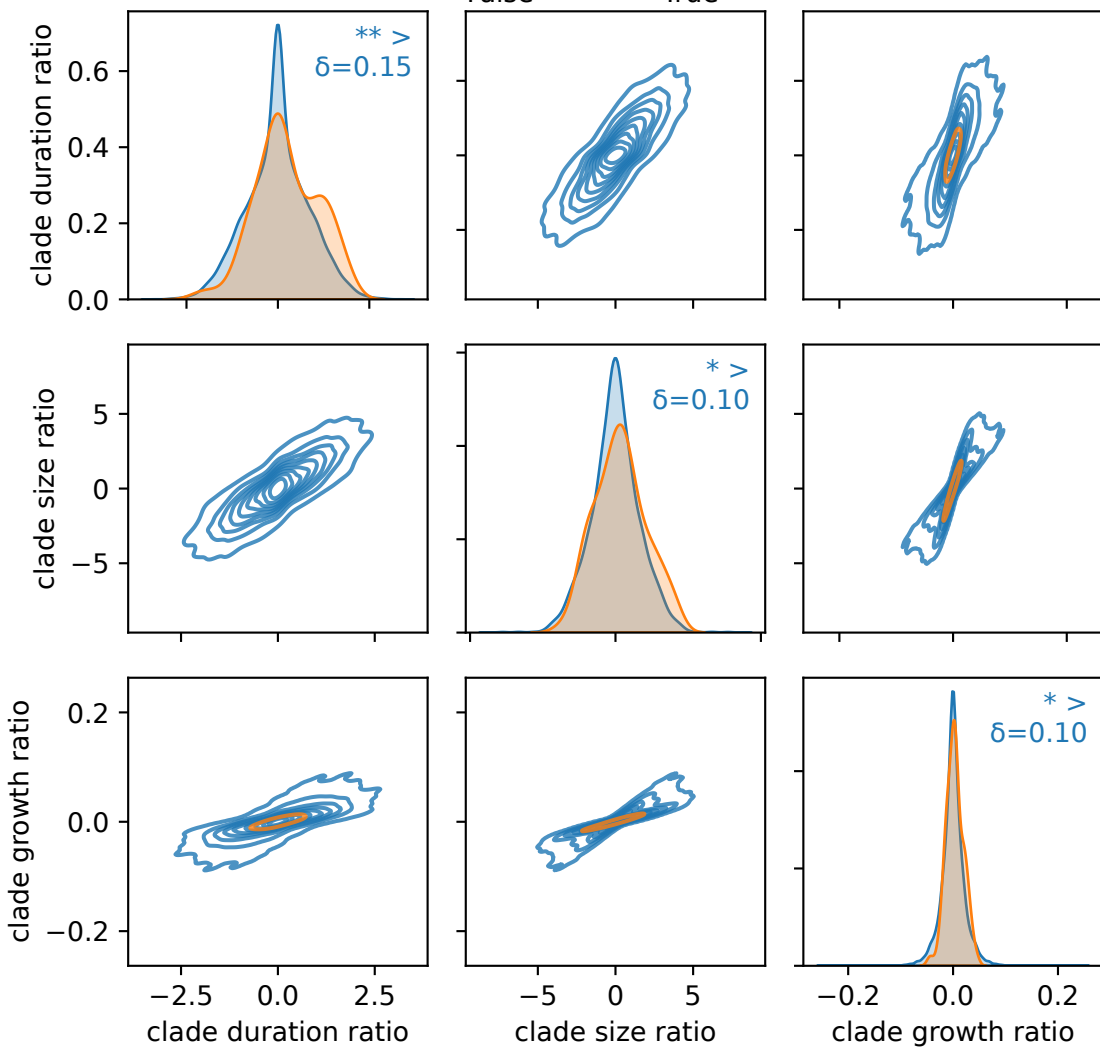 ** >
δ=0.15
clade duration ratio
0.6
0.4
0.2
0.0
* >
δ=0.10
clade size ratio
5
0
−5
* >
δ=0.10
clade growth ratio
0.2
0.0
−0.2
−2.5 0.0 2.5 −5 0 5 −0.2 0.0 0.2
clade duration ratio clade size ratio clade growth ratio